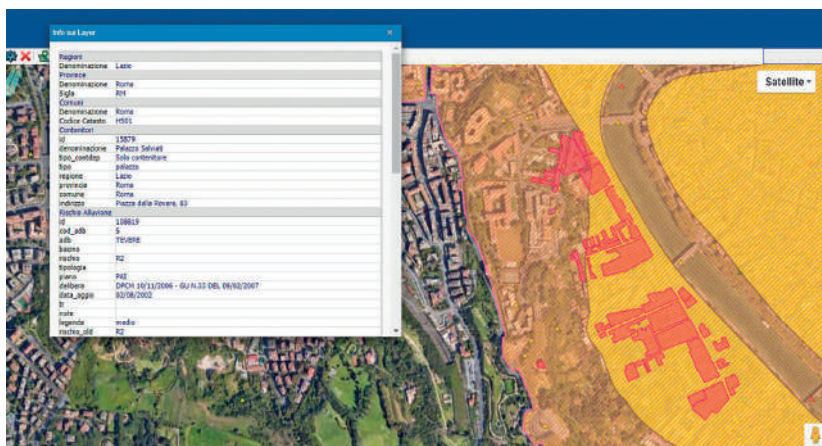 Info sui Layer
Satellite
Regioni
Denominazione Lazio
Province
Denominazione Roma
Sigla RM
Comuni
Denominazione Roma
Codice Catasto H501
Contenitori
id 15879
denominazione Palazzo Salviati
tipo_contdep Solo contenitore
tipo palazzo
regione Lazio
provincia Roma
comune Roma
indirizzo Piazza della Rovere, 83
Rischio Alluvione
id 108819
cod_adb 5
adb TEVERE
bacino
rischio R2
tipologia
piano PAI
delibera DPCM 10/11/2006 - GU N.33 DEL 09/02/2007
data_aggio 02/08/2002
tr
note
legenda medio
rischio_old R2